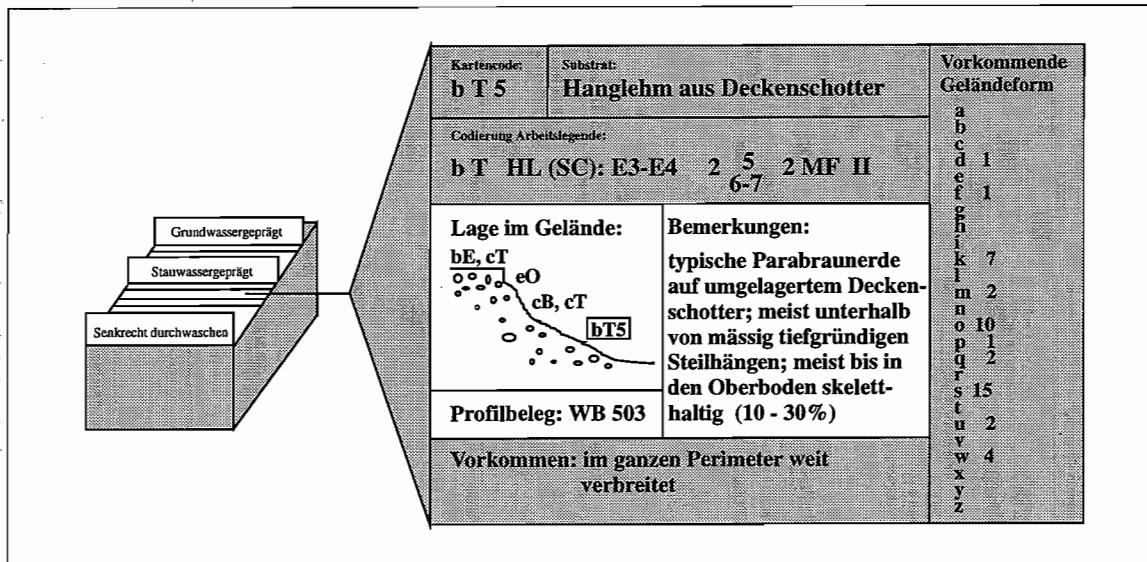 Grundwassergeprägt
Stauwassergeprägt
Senkrecht durchwaschen
Kartencode:
b T 5
Substrat:
Hanglehm aus Deckenschotter
Codierung Arbeitslegende:
b T HL (SC): E3-E4 2 5 2 MF II
6-7
Lage im Gelände:
bE, cT
eO
cB, cT
bT5
Profilbeleg: WB 503
Bemerkungen:
typische Parabraunerde
auf umgelagertem Decken-
schotter; meist unterhalb
von mässig tiefgründigen
Steilhängen; meist bis in
den Oberboden skelett-
haltig (10 - 30%)
Vorkommen: im ganzen Perimeter weit
verbreitet
Vorkommende
Geländeform
a
b
c
d 1
e
f 1
g
h
i
k 7
l
m 2
n
o 10
p 1
q 2
r
s 15
t
u 2
v
w 4
x
y
z